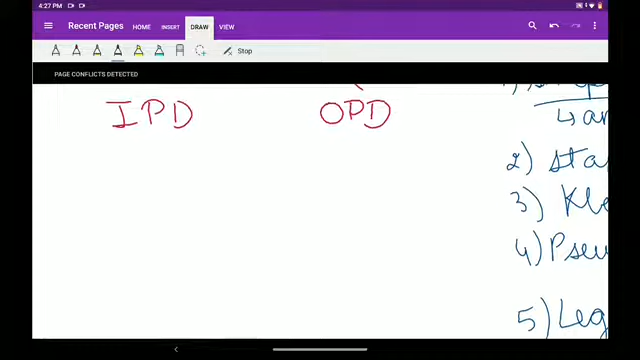 4:27 PM
Recent Pages HOME INSERT DRAW VIEW
Stop
PAGE CONFLICTS DETECTED
IPD OPD
↳ an
2) sta
3) Kle
4) Pseu
5) Leg